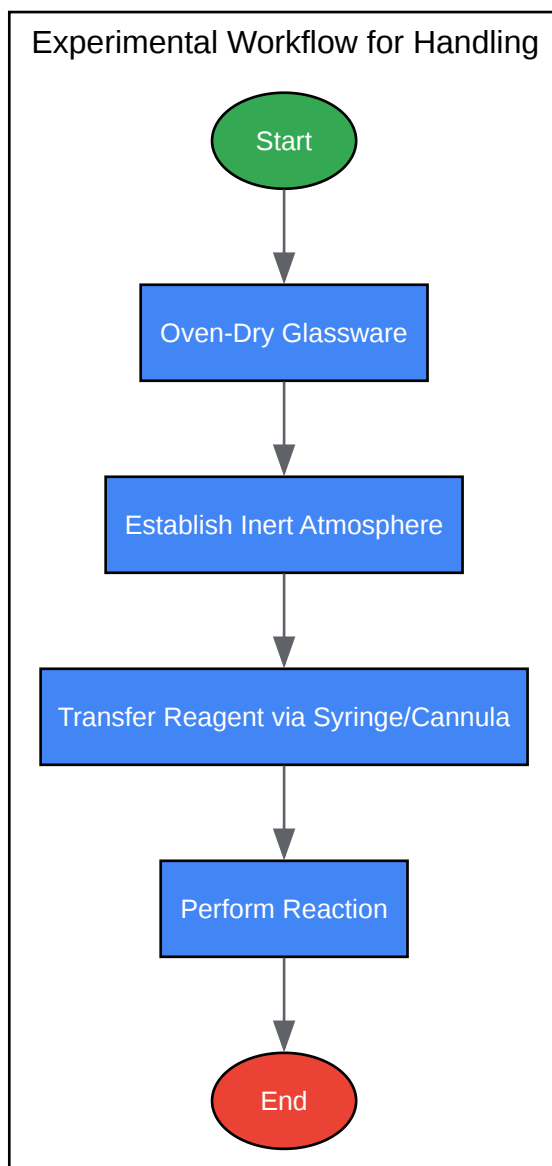 Experimental Workflow for Handling
Start
Oven-Dry Glassware
Establish Inert Atmosphere
Transfer Reagent via Syringe/Cannula
Perform Reaction
End